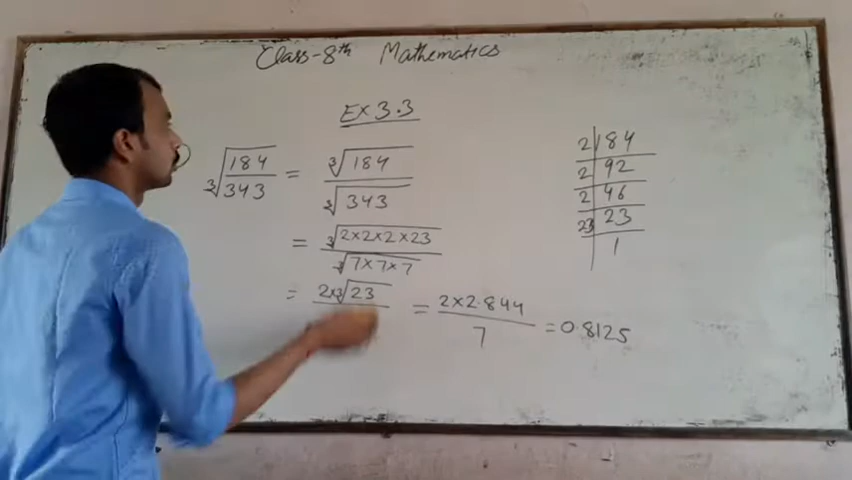 Class-8th Mathematics
Ex 3.3
∛(184/343) = ∛184 / ∛343
= ∛(2×2×2×23) / ∛(7×7×7)
= 2×∛23 = 2×2.844 / 7 = 0.8125
2 | 184
2 | 92
2 | 46
23 | 23
1